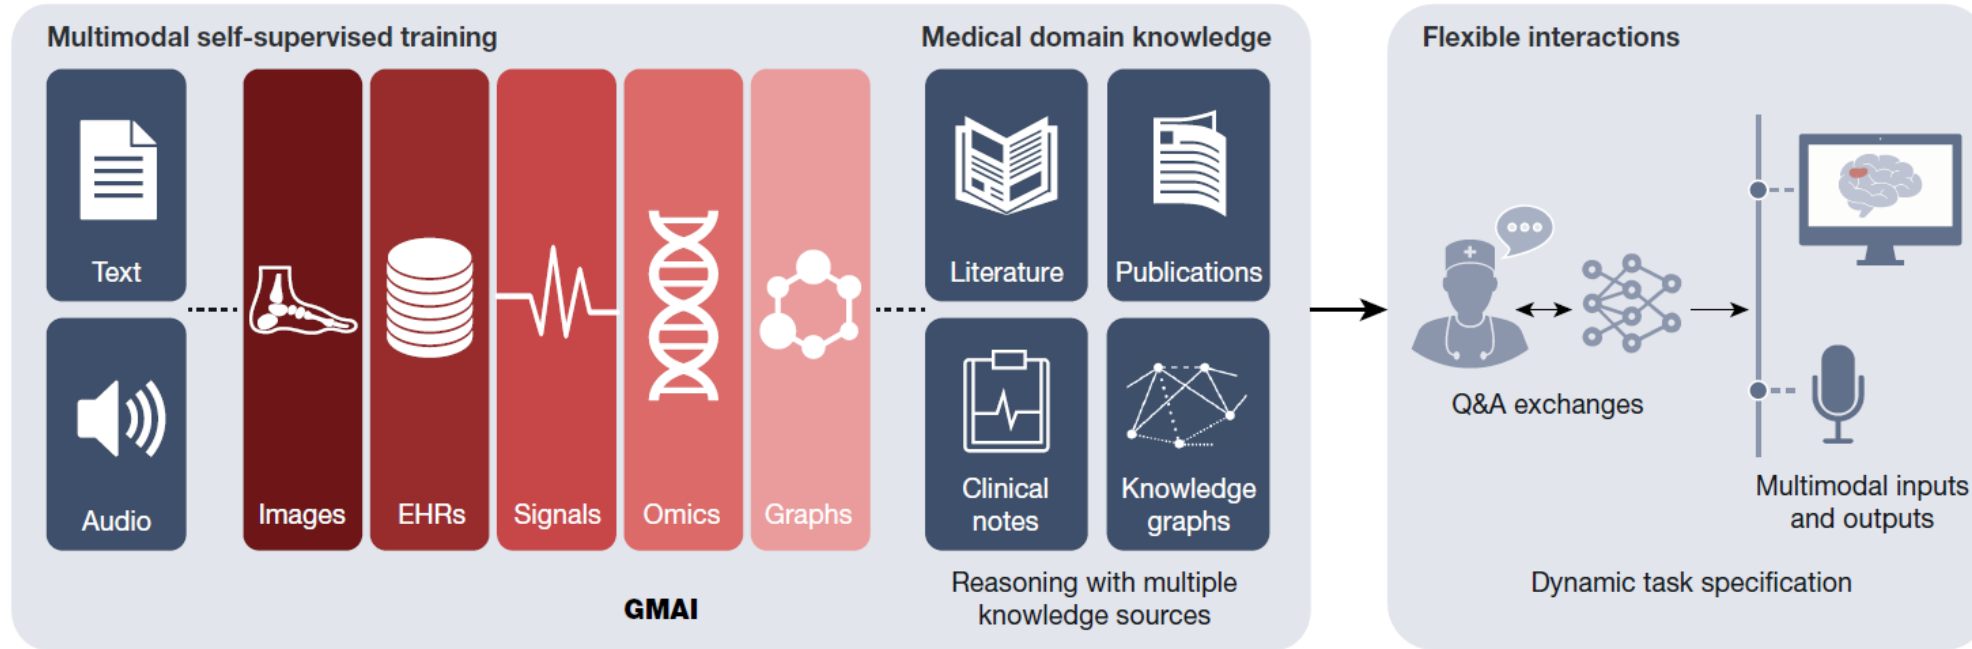 Multimodal self-supervised training
Medical domain knowledge
Flexible interactions
Text
Audio
Images
EHRs
Signals
Omics
Graphs
Literature
Publications
Clinical
notes
Knowledge
graphs
Reasoning with multiple
knowledge sources
GMAI
Q&A exchanges
Multimodal inputs
and outputs
Dynamic task specification